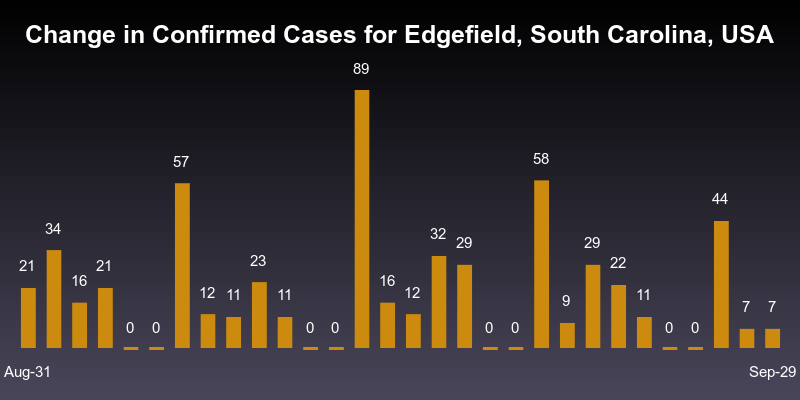 Change in Confirmed Cases for Edgefield, South Carolina, USA
21 34 16 21 0 0 57 12 11 23 11 0 0 89 16 12 32 29 0 0 58 9 29 22 11 0 0 44 7 7
Aug-31 Sep-29